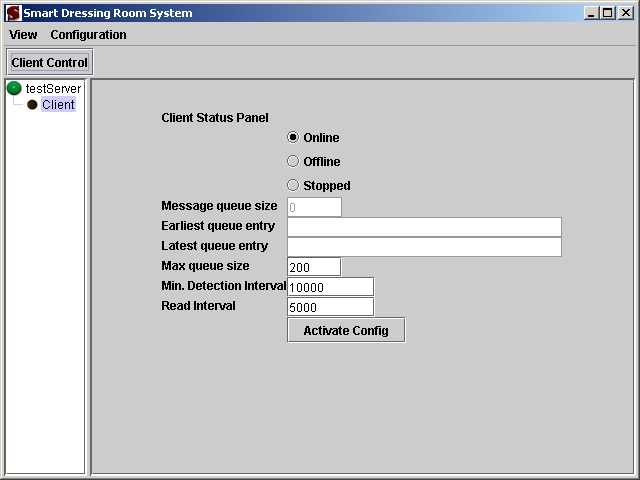 Smart Dressing Room System
View Configuration
Client Control
testServer
Client
Client Status Panel
Online
Offline
Stopped
Message queue size 0
Earliest queue entry
Latest queue entry
Max queue size 200
Min. Detection Interval 10000
Read Interval 5000
Activate Config